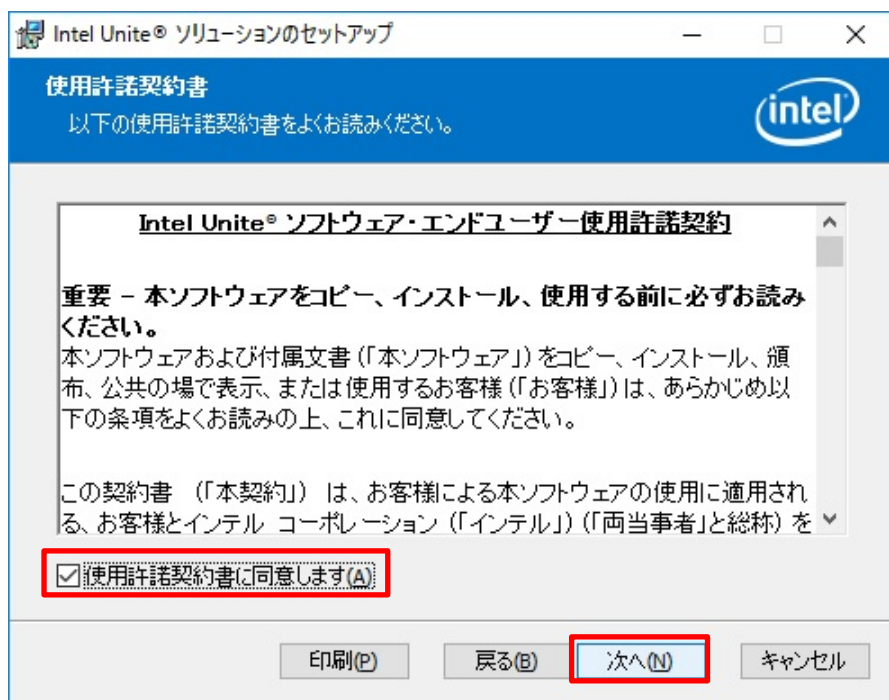 Intel Unite® ソリューションのセットアップ
使用許諾契約書
以下の使用許諾契約書をよくお読みください。
intel
Intel Unite® ソフトウェア・エンドユーザー使用許諾契約
重要 – 本ソフトウェアをコピー、インストール、使用する前に必ずお読み
ください。
本ソフトウェアおよび付属文書（「本ソフトウェア」）をコピー、インストール、頒
布、公共の場で表示、または使用するお客様（「お客様」）は、あらかじめ以
下の条項をよくお読みの上、これに同意してください。
この契約書 （「本契約」） は、お客様による本ソフトウェアの使用に適用され
る、お客様とインテル コーポレーション （「インテル」）（「両当事者」と総称） を
使用許諾契約書に同意します(A)
印刷(P) 戻る(B) 次へ(N) キャンセル